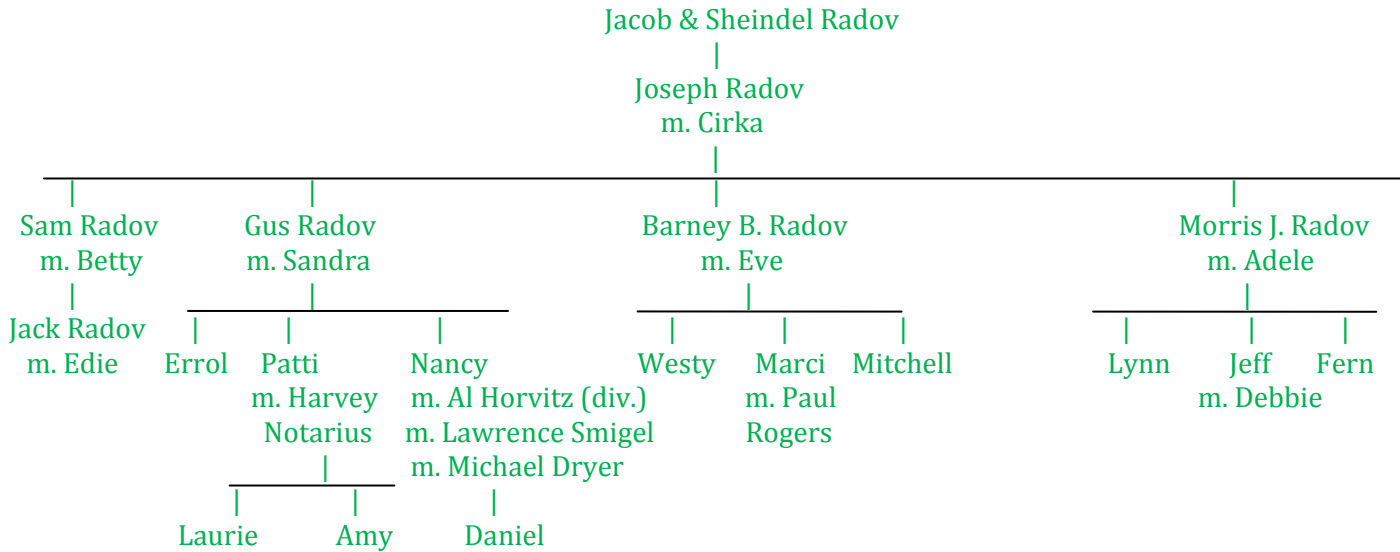 Jacob & Sheindel Radov
Joseph Radov
m. Cirka
Sam Radov
m. Betty
Gus Radov
m. Sandra
Barney B. Radov
m. Eve
Morris J. Radov
m. Adele
Jack Radov
m. Edie
Errol
Patti
m. Harvey
Notarius
Nancy
m. Al Horvitz (div.)
m. Lawrence Smigel
m. Michael Dryer
Westy
Marci
m. Paul
Rogers
Mitchell
Lynn
Jeff
m. Debbie
Fern
Laurie
Amy
Daniel